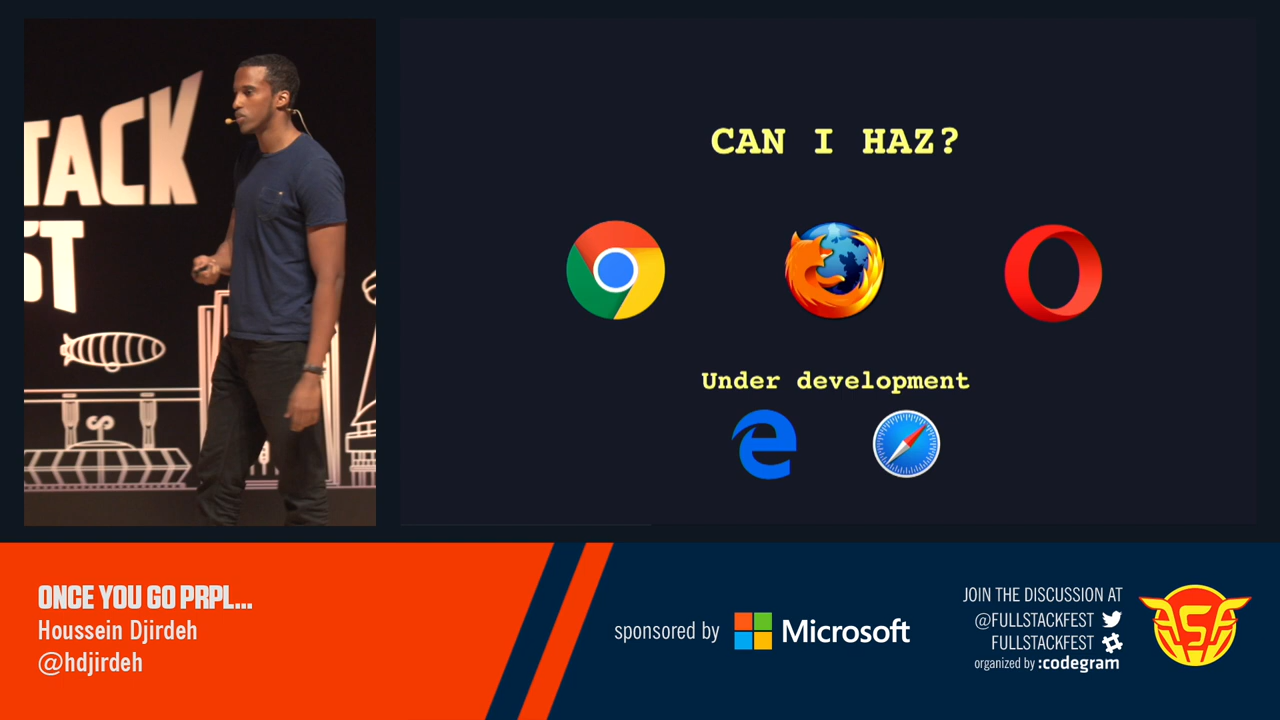 TACK
ST
CAN I HAZ?
Under development
ONCE YOU GO PRPL...
Houssein Djirdeh
@hdjirdeh
sponsored by Microsoft
JOIN THE DISCUSSION AT
@FULLSTACKFEST
FULLSTACKFEST
organized by :codegram
FSF